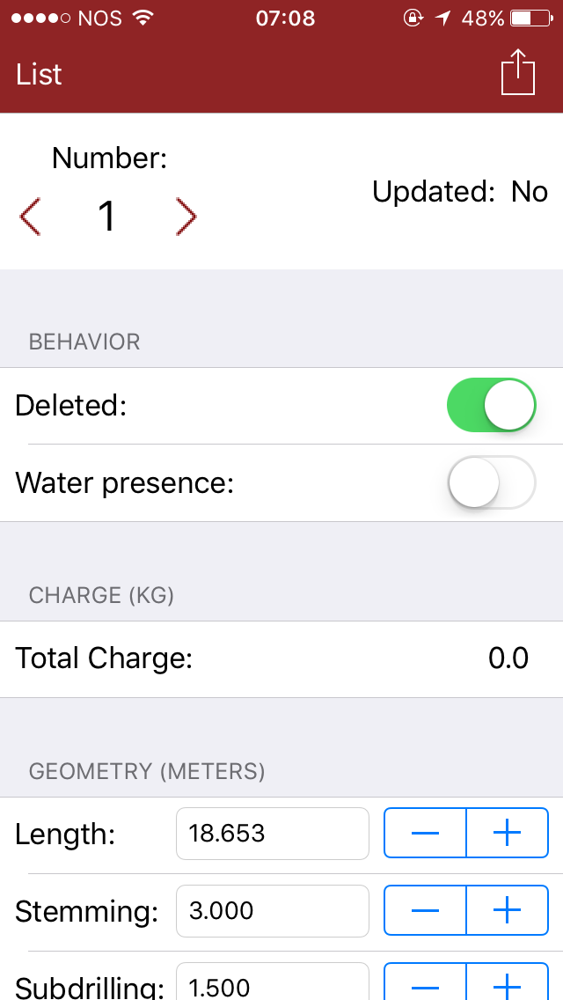 NOS 07:08 48%
List
Number:
1
Updated: No
BEHAVIOR
Deleted:
Water presence:
CHARGE (KG)
Total Charge: 0.0
GEOMETRY (METERS)
Length: 18.653
Stemming: 3.000
Subdrilling: 1.500